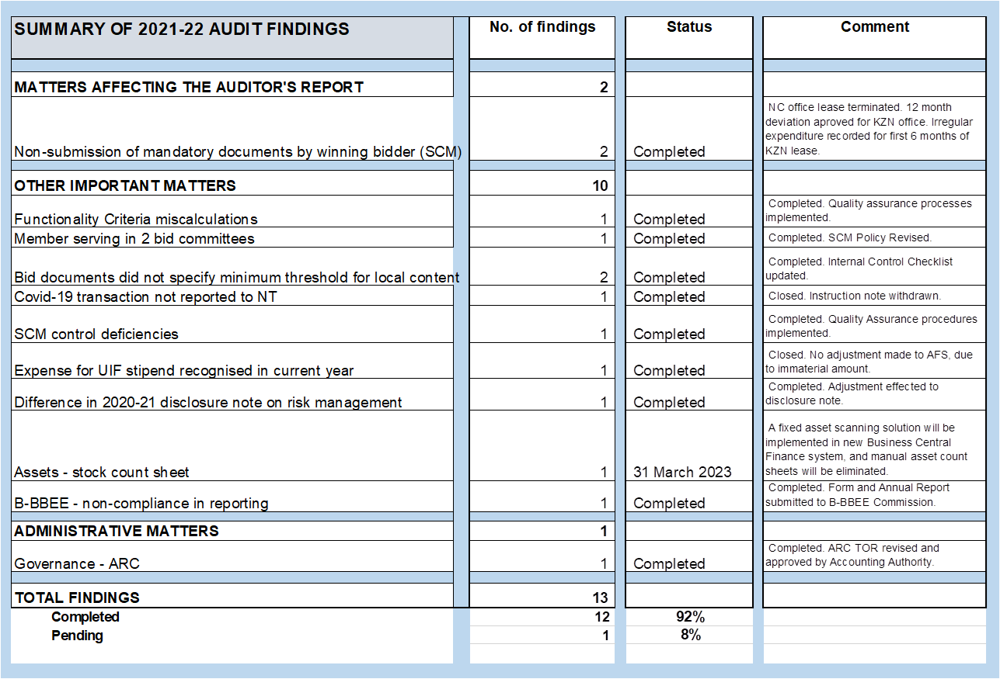 SUMMARY OF 2021-22 AUDIT FINDINGS No. of findings Status Comment
MATTERS AFFECTING THE AUDITOR'S REPORT 2
NC office lease terminated. 12 month
deviation aproved for KZN office. Irregular
expenditure recorded for first 6 months of
Non-submission of mandatory documents by winning bidder (SCM) 2 Completed KZN lease.
OTHER IMPORTANT MATTERS 10
Completed. Quality assurance processes
Functionality Criteria miscalculations 1 Completed implemented.
Member serving in 2 bid committees 1 Completed Completed. SCM Policy Revised.
Completed. Internal Control Checklist
Bid documents did not specify minimum threshold for local content 2 Completed updated.
Covid-19 transaction not reported to NT 1 Completed Closed. Instruction note withdrawn.
Completed. Quality Assurance procedures
SCM control deficiencies 1 Completed implemented.
Closed. No adjustment made to AFS, due
Expense for UIF stipend recognised in current year 1 Completed to immaterial amount.
Completed. Adjustment effected to
Difference in 2020-21 disclosure note on risk management 1 Completed disclosure note.
A fixed asset scanning solution will be
implemented in new Business Central
Finance system, and manual asset count
Assets - stock count sheet 1 31 March 2023 sheets will be eliminated.
Completed. Form and Annual Report
B-BBEE - non-compliance in reporting 1 Completed submitted to B-BBEE Commission.
ADMINISTRATIVE MATTERS 1
Completed. ARC TOR revised and
Governance - ARC 1 Completed approved by Accounting Authority.
TOTAL FINDINGS 13
Completed 12 92%
Pending 1 8%